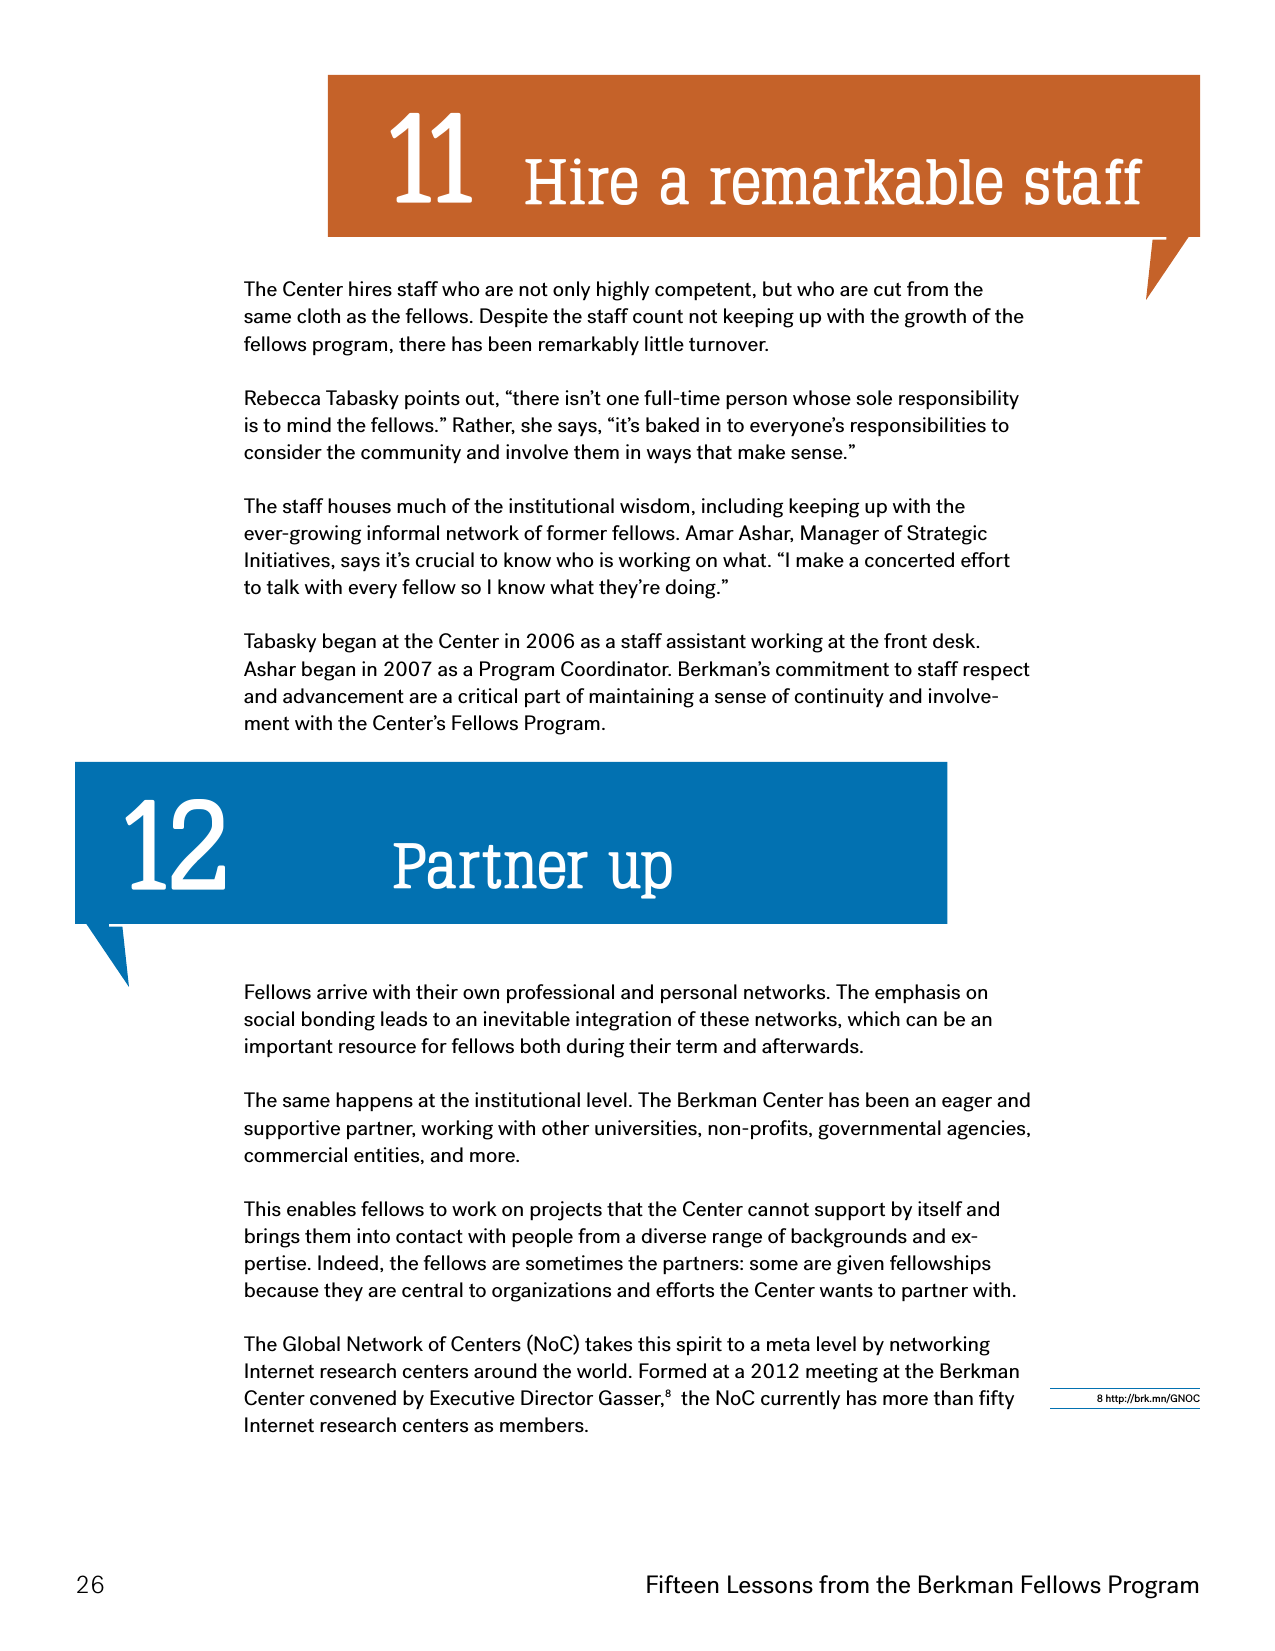 11 Hire a remarkable staff
The Center hires staff who are not only highly competent, but who are cut from the
same cloth as the fellows. Despite the staff count not keeping up with the growth of the
fellows program, there has been remarkably little turnover.
Rebecca Tabasky points out, “there isn’t one full-time person whose sole responsibility
is to mind the fellows.” Rather, she says, “it’s baked in to everyone’s responsibilities to
consider the community and involve them in ways that make sense.”
The staff houses much of the institutional wisdom, including keeping up with the
ever-growing informal network of former fellows. Amar Ashar, Manager of Strategic
Initiatives, says it’s crucial to know who is working on what. “I make a concerted effort
to talk with every fellow so I know what they’re doing.”
Tabasky began at the Center in 2006 as a staff assistant working at the front desk.
Ashar began in 2007 as a Program Coordinator. Berkman’s commitment to staff respect
and advancement are a critical part of maintaining a sense of continuity and involve-
ment with the Center’s Fellows Program.
12 Partner up
Fellows arrive with their own professional and personal networks. The emphasis on
social bonding leads to an inevitable integration of these networks, which can be an
important resource for fellows both during their term and afterwards.
The same happens at the institutional level. The Berkman Center has been an eager and
supportive partner, working with other universities, non-profits, governmental agencies,
commercial entities, and more.
This enables fellows to work on projects that the Center cannot support by itself and
brings them into contact with people from a diverse range of backgrounds and ex-
pertise. Indeed, the fellows are sometimes the partners: some are given fellowships
because they are central to organizations and efforts the Center wants to partner with.
The Global Network of Centers (NoC) takes this spirit to a meta level by networking
Internet research centers around the world. Formed at a 2012 meeting at the Berkman
Center convened by Executive Director Gasser,8 the NoC currently has more than fifty
Internet research centers as members.
8 http://brk.mn/GNOC
26 Fifteen Lessons from the Berkman Fellows Program